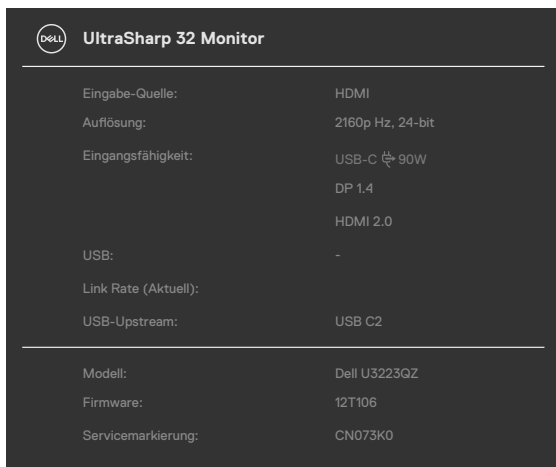 DELL UltraSharp 32 Monitor
Eingabe-Quelle: HDMI
Auflösung: 2160p Hz, 24-bit
Eingangsfähigkeit: USB-C 90W
DP 1.4
HDMI 2.0
USB: -
Link Rate (Aktuell):
USB-Upstream: USB C2
Modell: Dell U3223QZ
Firmware: 12T106
Servicemarkierung: CN073K0